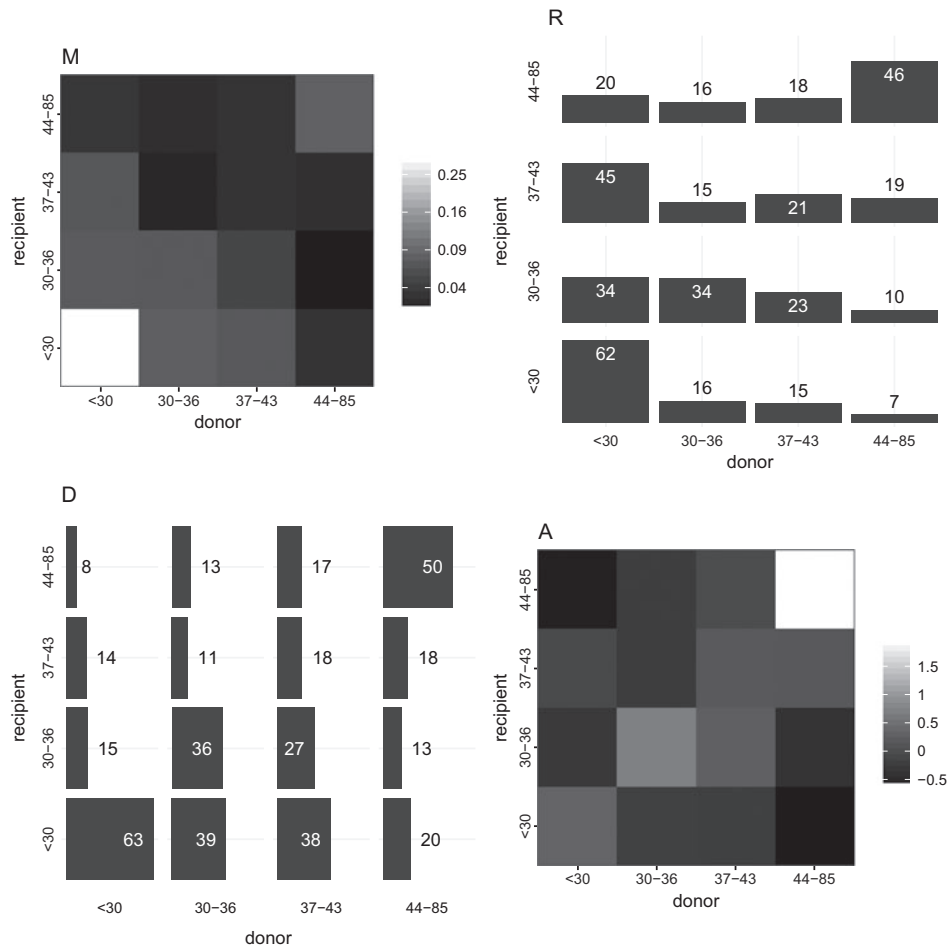 M
recipient
44−85
37−43
30−36
<30
<30 30−36 37−43 44−85
donor
0.25
0.16
0.09
0.04
R
recipient
44−85
20 16 18 46
37−43
45 15 21 19
30−36
34 34 23 10
<30
62 16 15 7
<30 30−36 37−43 44−85
donor
D
recipient
44−85
8 13 17 50
37−43
14 11 18 18
30−36
15 36 27 13
<30
63 39 38 20
<30 30−36 37−43 44−85
donor
A
recipient
44−85
37−43
30−36
<30
<30 30−36 37−43 44−85
donor
1.5
1
0.5
0
−0.5